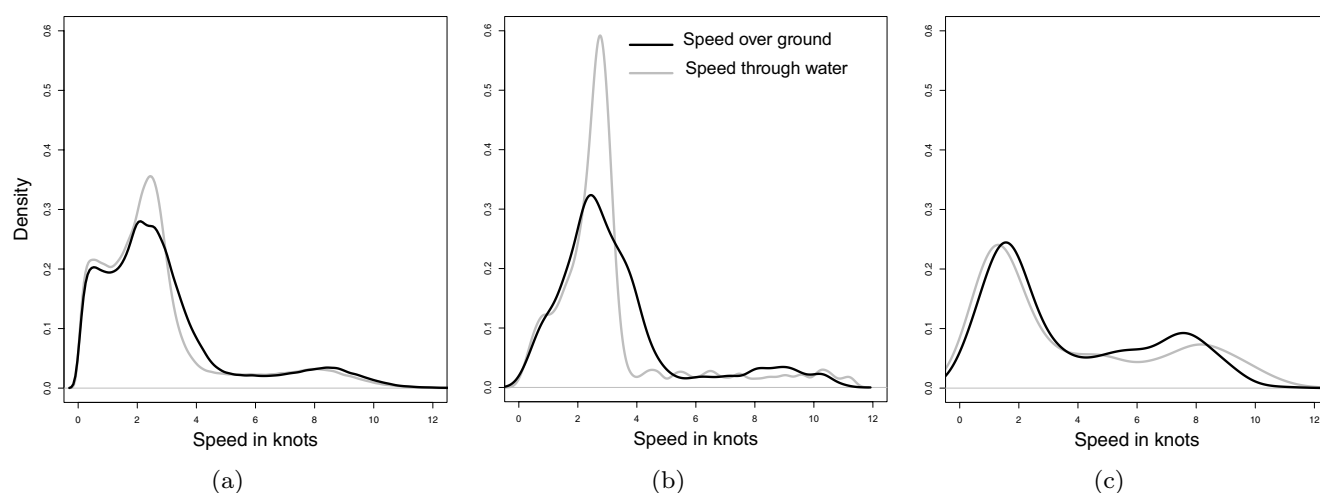 0.0 0.1 0.2 0.3 0.4 0.5 0.6
Density
0 2 4 6 8 10 12
Speed in knots
(a)
Speed over ground
Speed through water
0.0 0.1 0.2 0.3 0.4 0.5 0.6
0 2 4 6 8 10 12
Speed in knots
(b)
0.0 0.1 0.2 0.3 0.4 0.5 0.6
0 2 4 6 8 10 12
Speed in knots
(c)